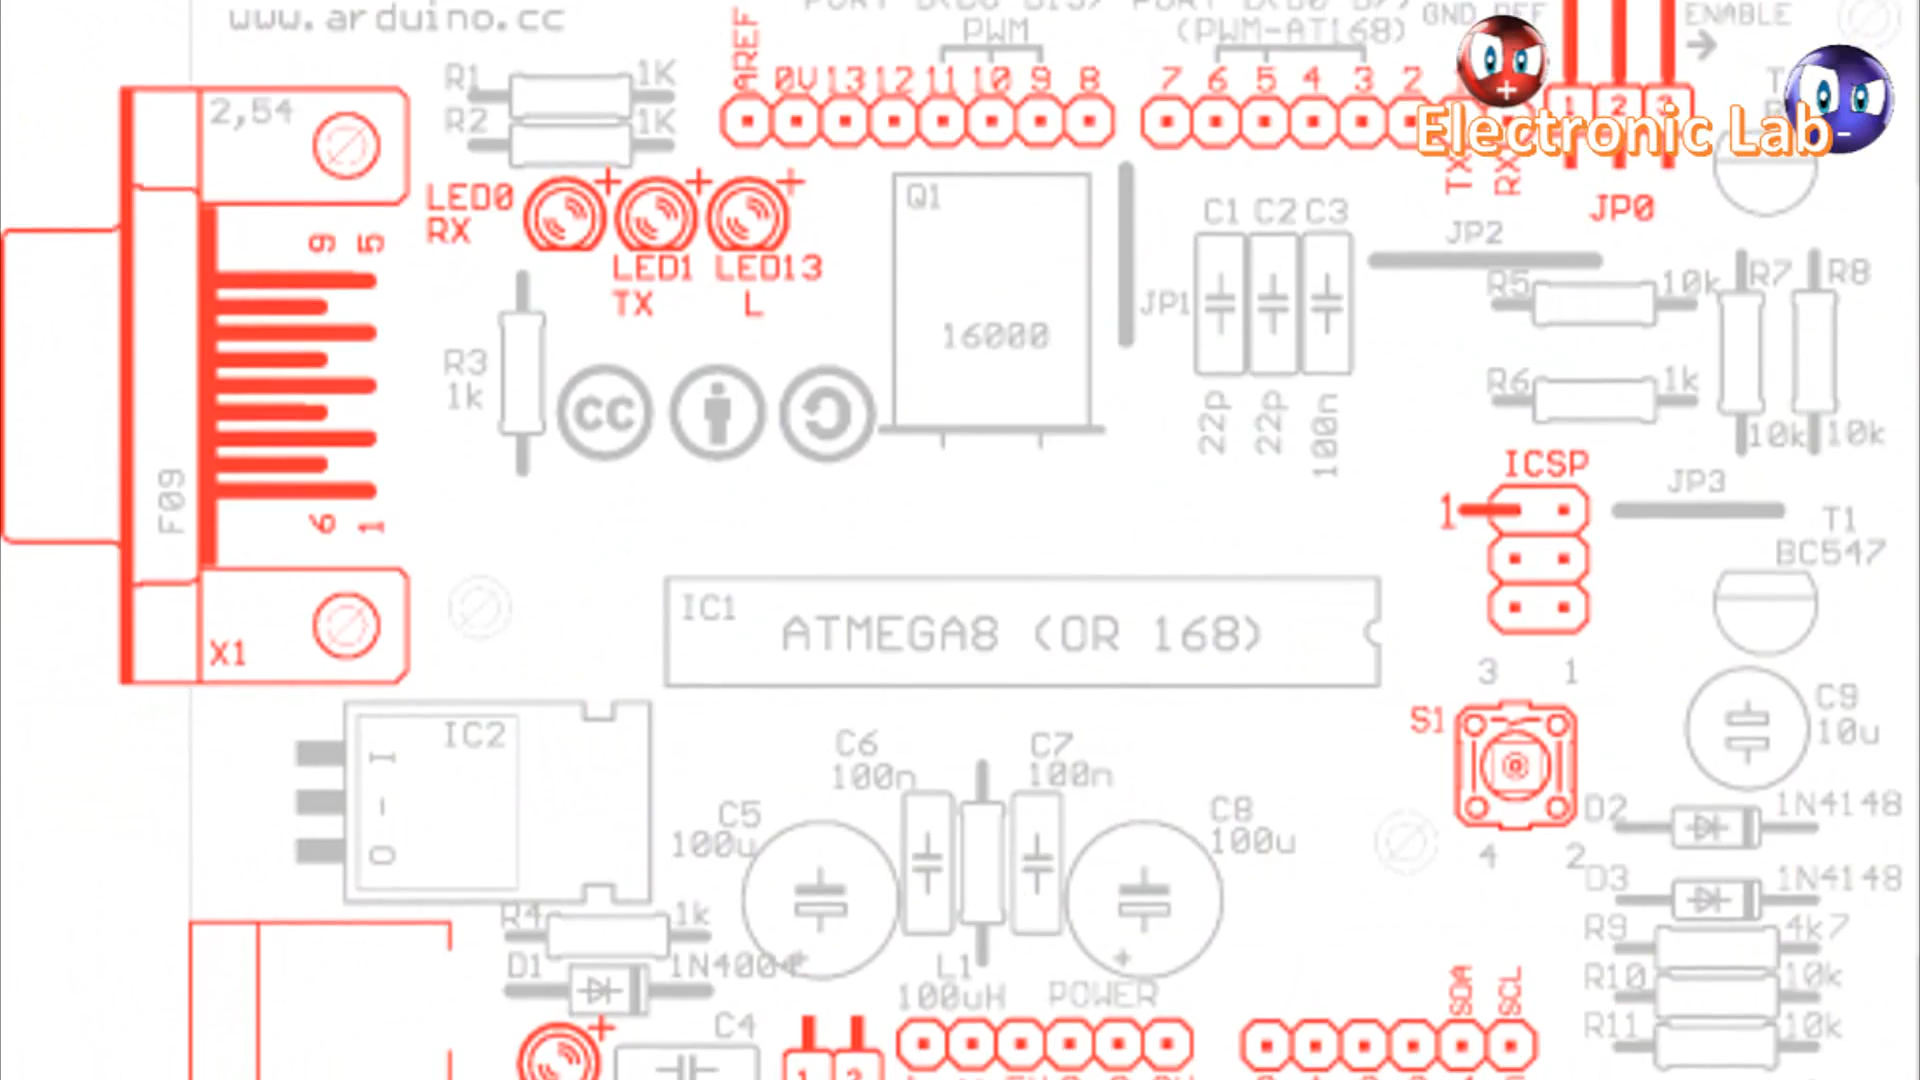 www.arduino.cc
PWM
(PWM-AT168)
GND REF
ENABLE
AREF
0V 13 12 11 10 9 8
7 6 5 4 3 2
1 2 3
Electronic Lab
+
-
TX
RX
JP0
2,54
R1 1K
R2 1K
LED0
RX
LED1
TX
LED13
L
Q1
16000
C1 C2 C3
22p 22p 100n
JP1
JP2
R5 10k
R6 1k
R7 R8
10k 10k
9 5
6 1
F09
X1
R3
1k
cc
ICSP
1
JP3
T1
BC547
IC1
ATMEGA8 (OR 168)
3 1
S1
4 2
C9
10u
IC2
I
-
O
C6
100n
C7
100n
C5
100u
C8
100u
D2 1N4148
D3 1N4148
R4 1k
D1 1N4004
L1
100uH
POWER
R9 4k7
R10 10k
R11 10k
SDA
SCL
C4